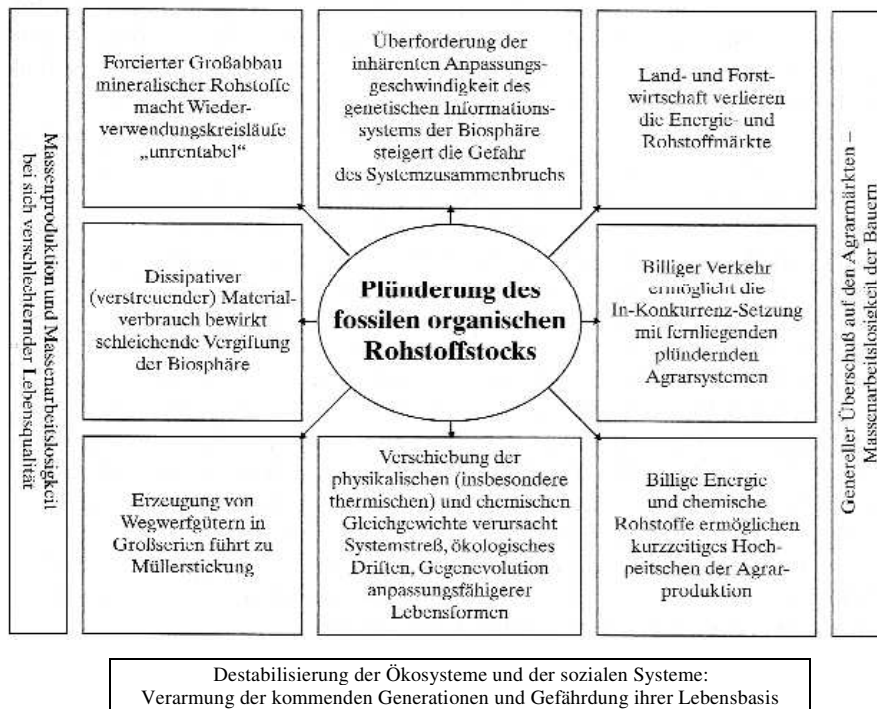 Massenproduktion und Massenarbeitslosigkeit
bei sich verschlechternder Lebensqualität
Forcierter Großabbau
mineralischer Rohstoffe
macht Wieder-
verwendungskreisläufe
„unrentabel“
Überforderung der
inhärenten Anpassungs-
geschwindigkeit des
genetischen Informations-
systems der Biosphäre
steigert die Gefahr
des Systemzusammenbruchs
Land- und Forst-
wirtschaft verlieren
die Energie- und
Rohstoffmärkte
Dissipativer
(verstreuender) Material-
verbrauch bewirkt
schleichende Vergiftung
der Biosphäre
Plünderung des
fossilen organischen
Rohstoffstocks
Billiger Verkehr
ermöglicht die
In-Konkurrenz-Setzung
mit fernliegenden
plündernden
Agrarsystemen
Erzeugung von
Wegwerfgütern in
Großserien führt zu
Müllerstickung
Verschiebung der
physikalischen (insbesondere
thermischen) und chemischen
Gleichgewichte verursacht
Systemstreß, ökologisches
Driften, Gegenevolution
anpassungsfähigerer
Lebensformen
Billige Energie
und chemische
Rohstoffe ermöglichen
kurzzeitiges Hoch-
peitschen der Agrar-
produktion
Genereller Überschuß auf den Agrarmärkten –
Massenarbeitslosigkeit der Bauern
Destabilisierung der Ökosysteme und der sozialen Systeme:
Verarmung der kommenden Generationen und Gefährdung ihrer Lebensbasis